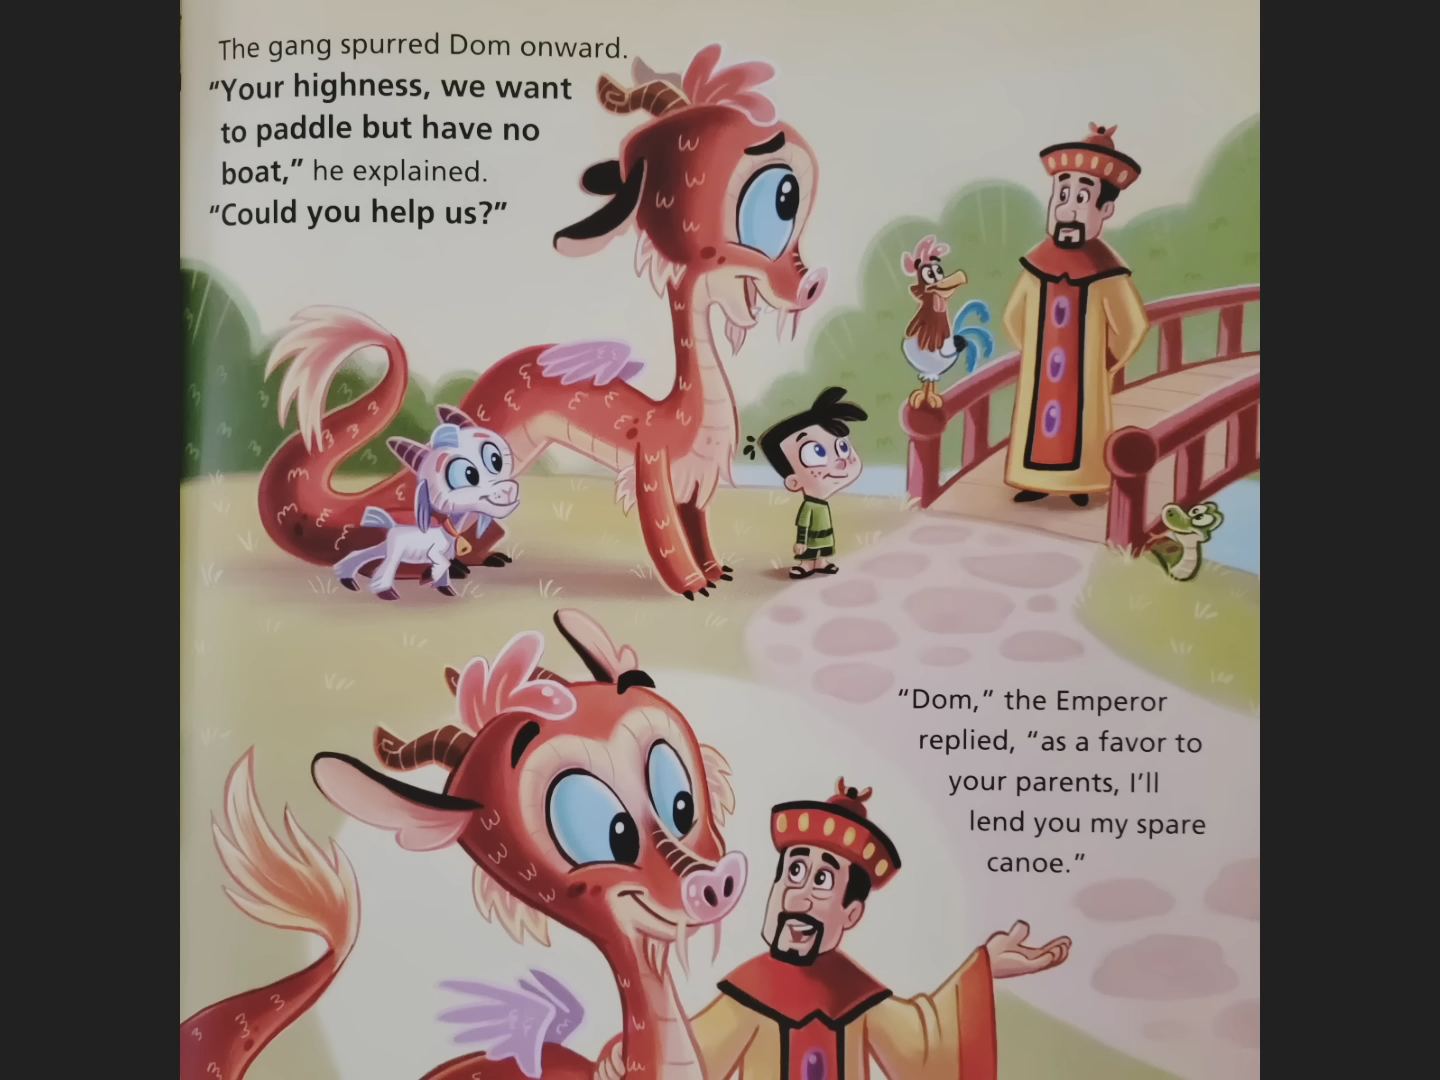 The gang spurred Dom onward.
“Your highness, we want
to paddle but have no
boat,” he explained.
“Could you help us?”
“Dom,” the Emperor
replied, “as a favor to
your parents, I’ll
lend you my spare
canoe.”